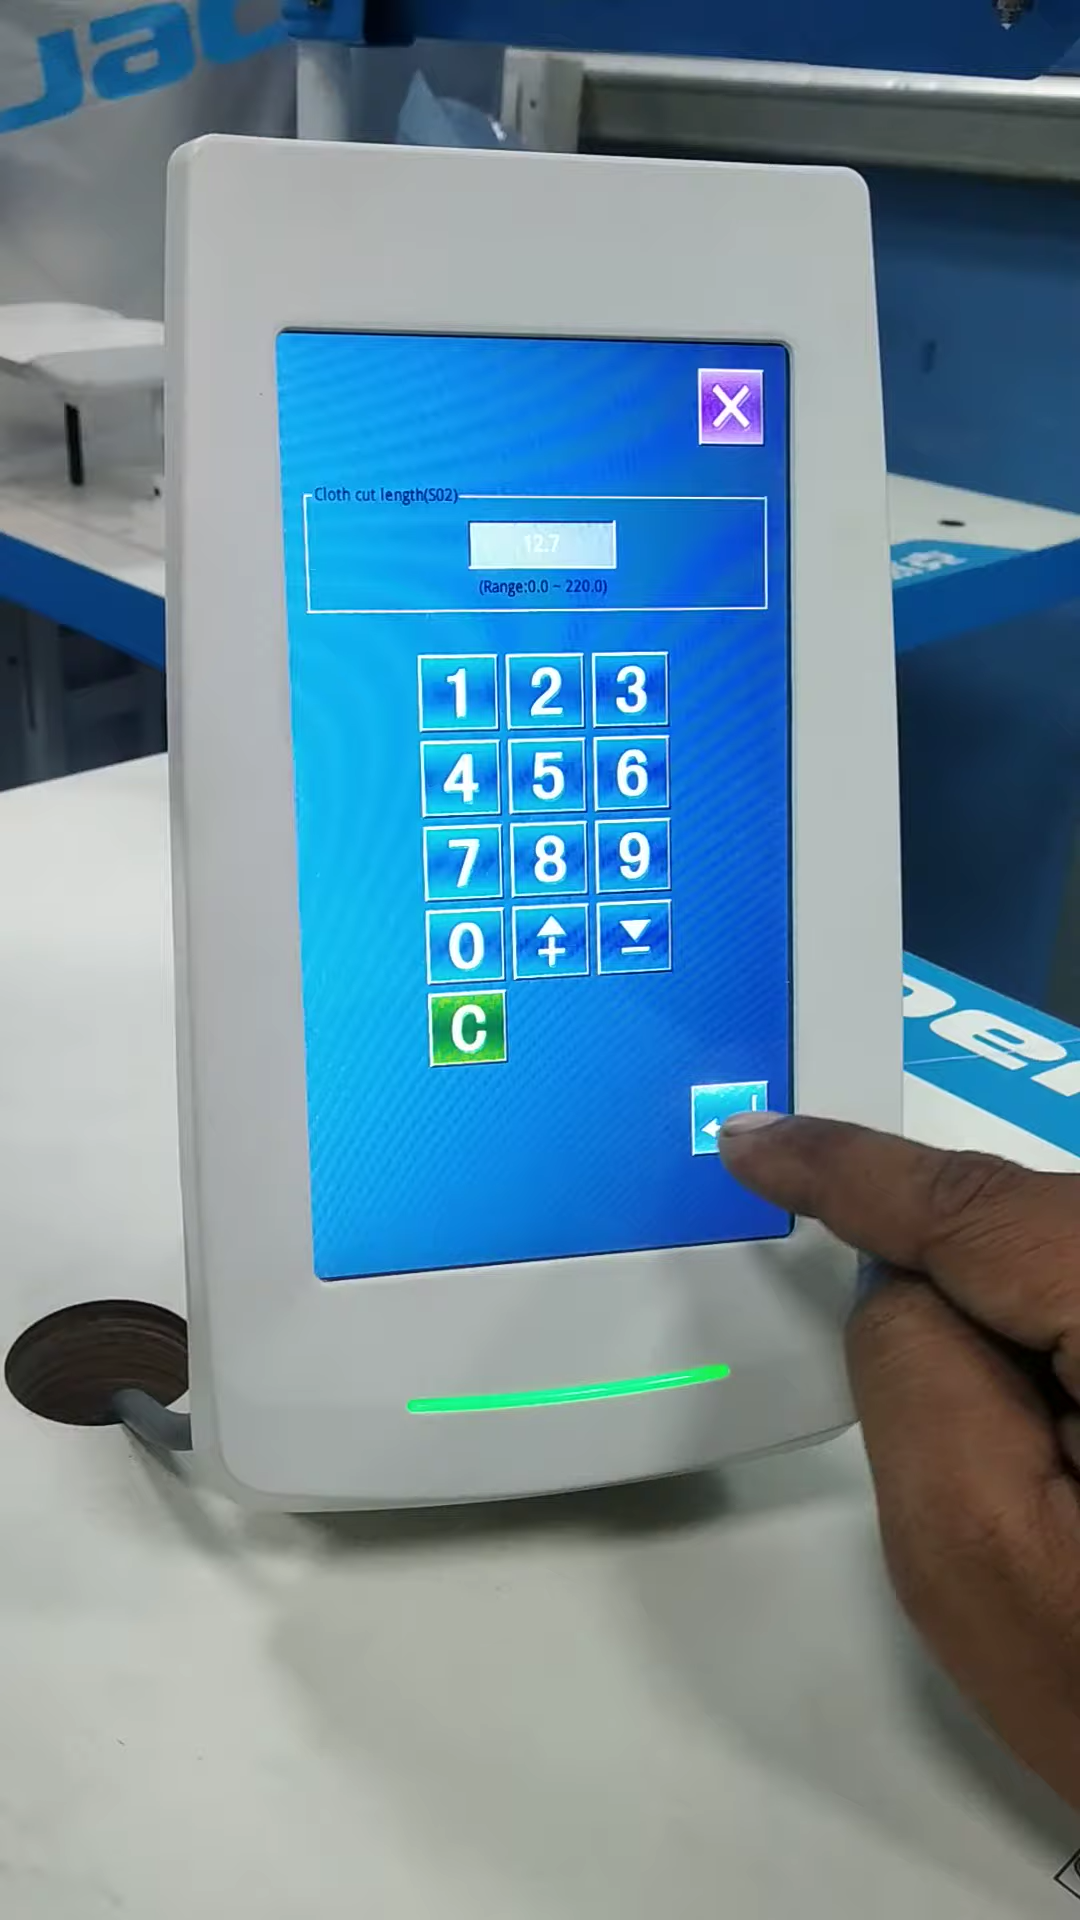 Jac
Cloth cut length(S02)
12.7
(Range:0.0 ~ 220.0)
1 2 3
4 5 6
7 8 9
0
C